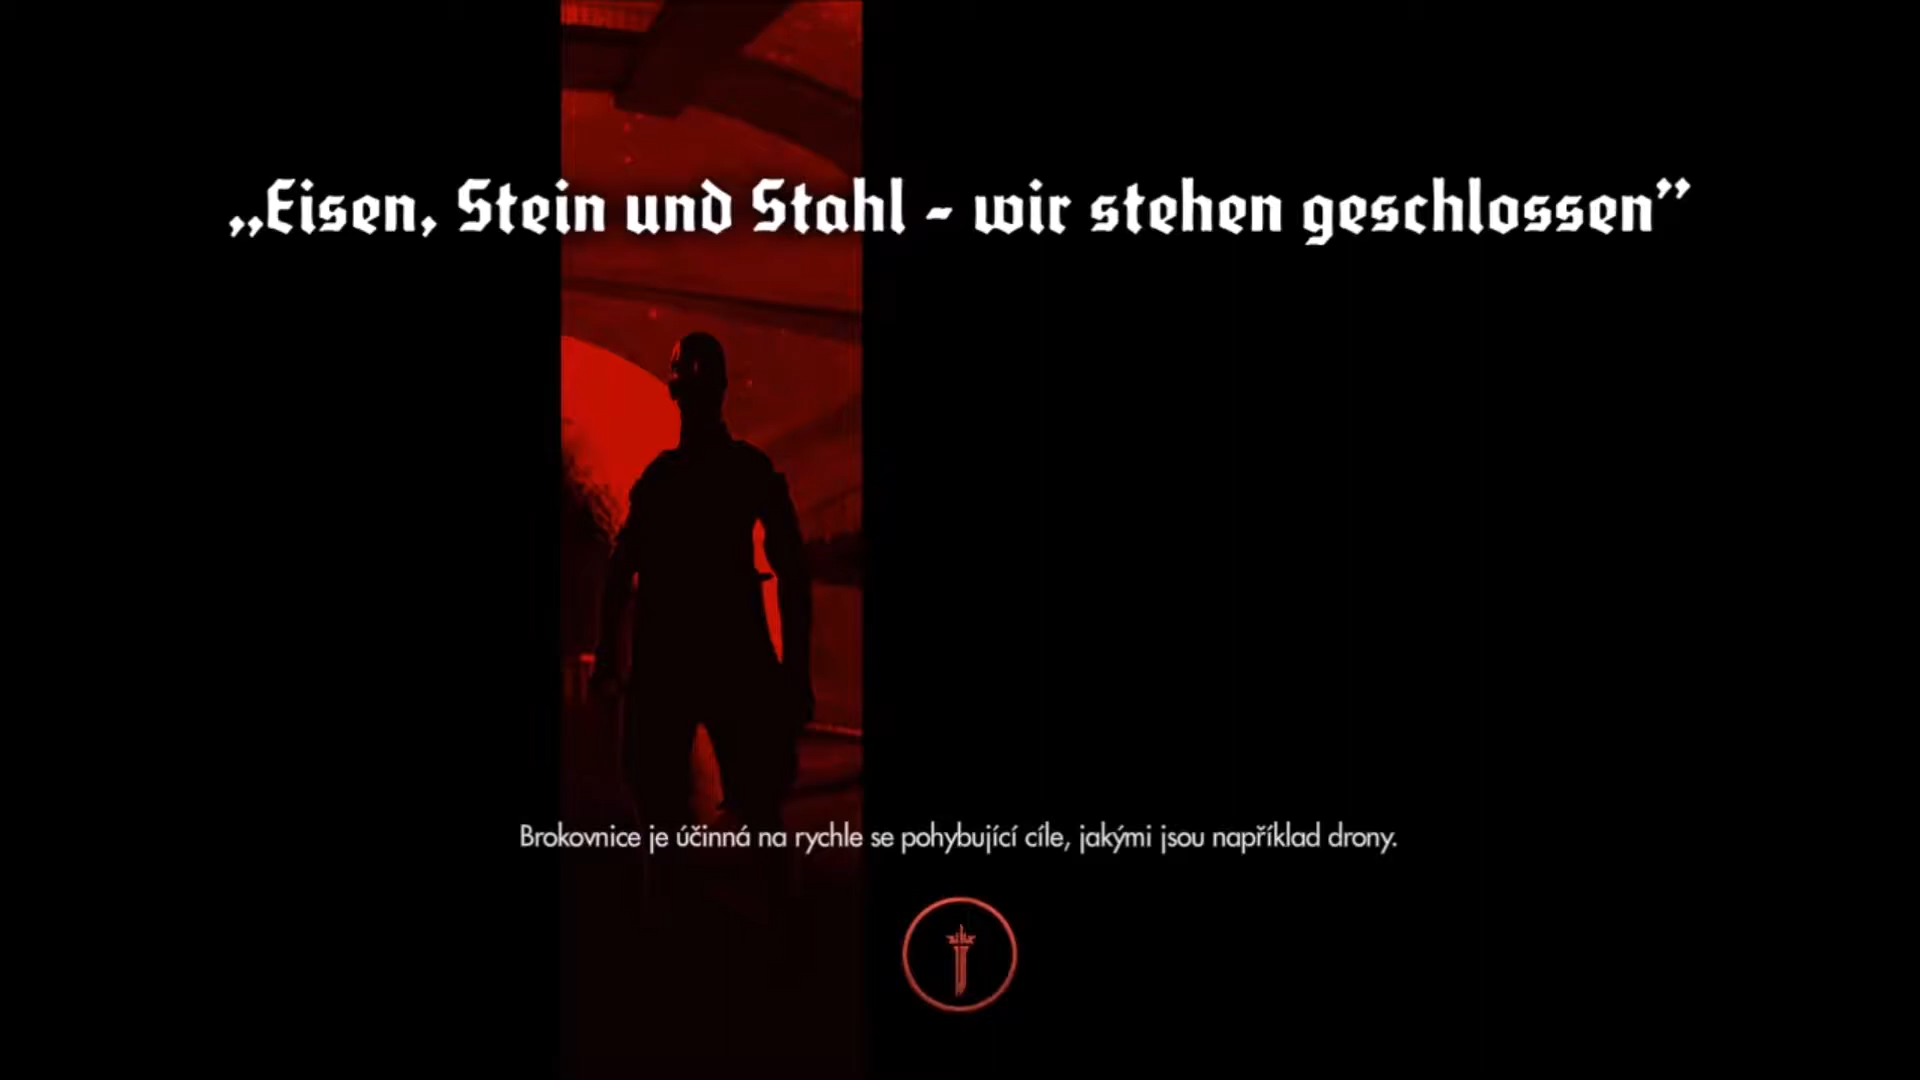 „Eisen, Stein und Stahl - wir stehen geschlossen”
Brokovnice je účinná na rychle se pohybující cíle, jakými jsou například drony.